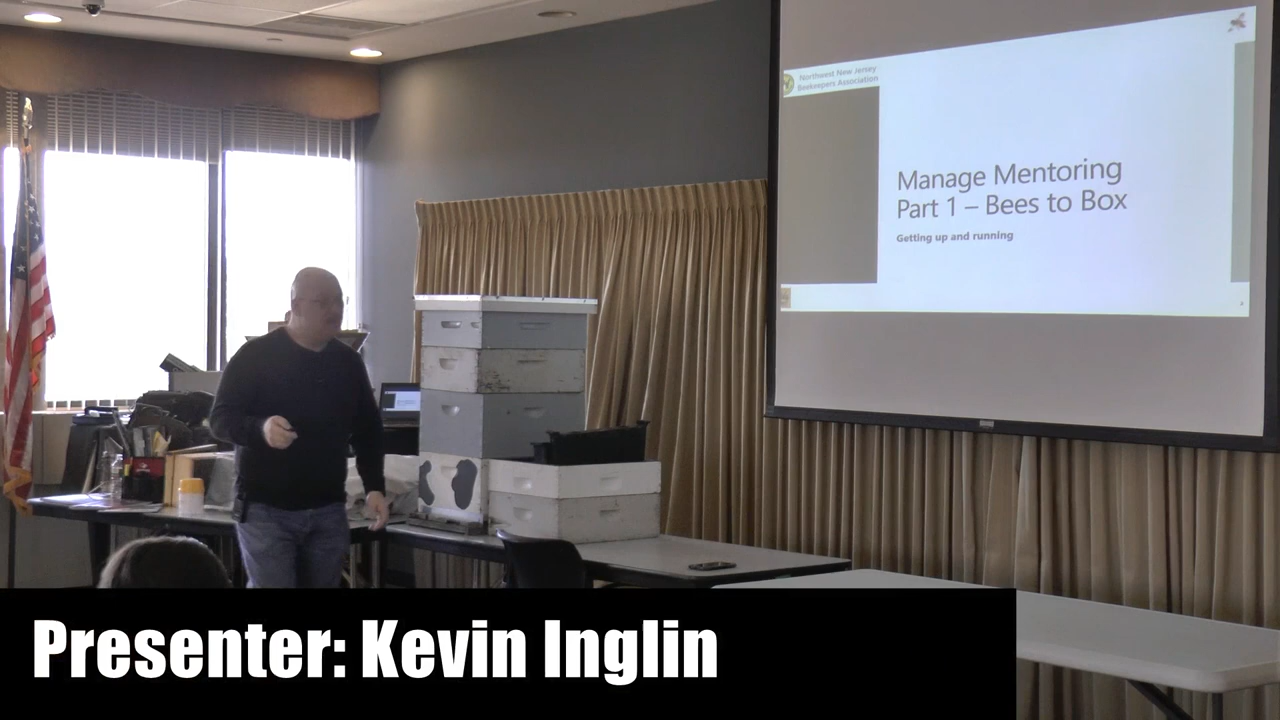 Northwest New Jersey
Beekeepers Association
Manage Mentoring
Part 1 – Bees to Box
Getting up and running
Presenter: Kevin Inglin